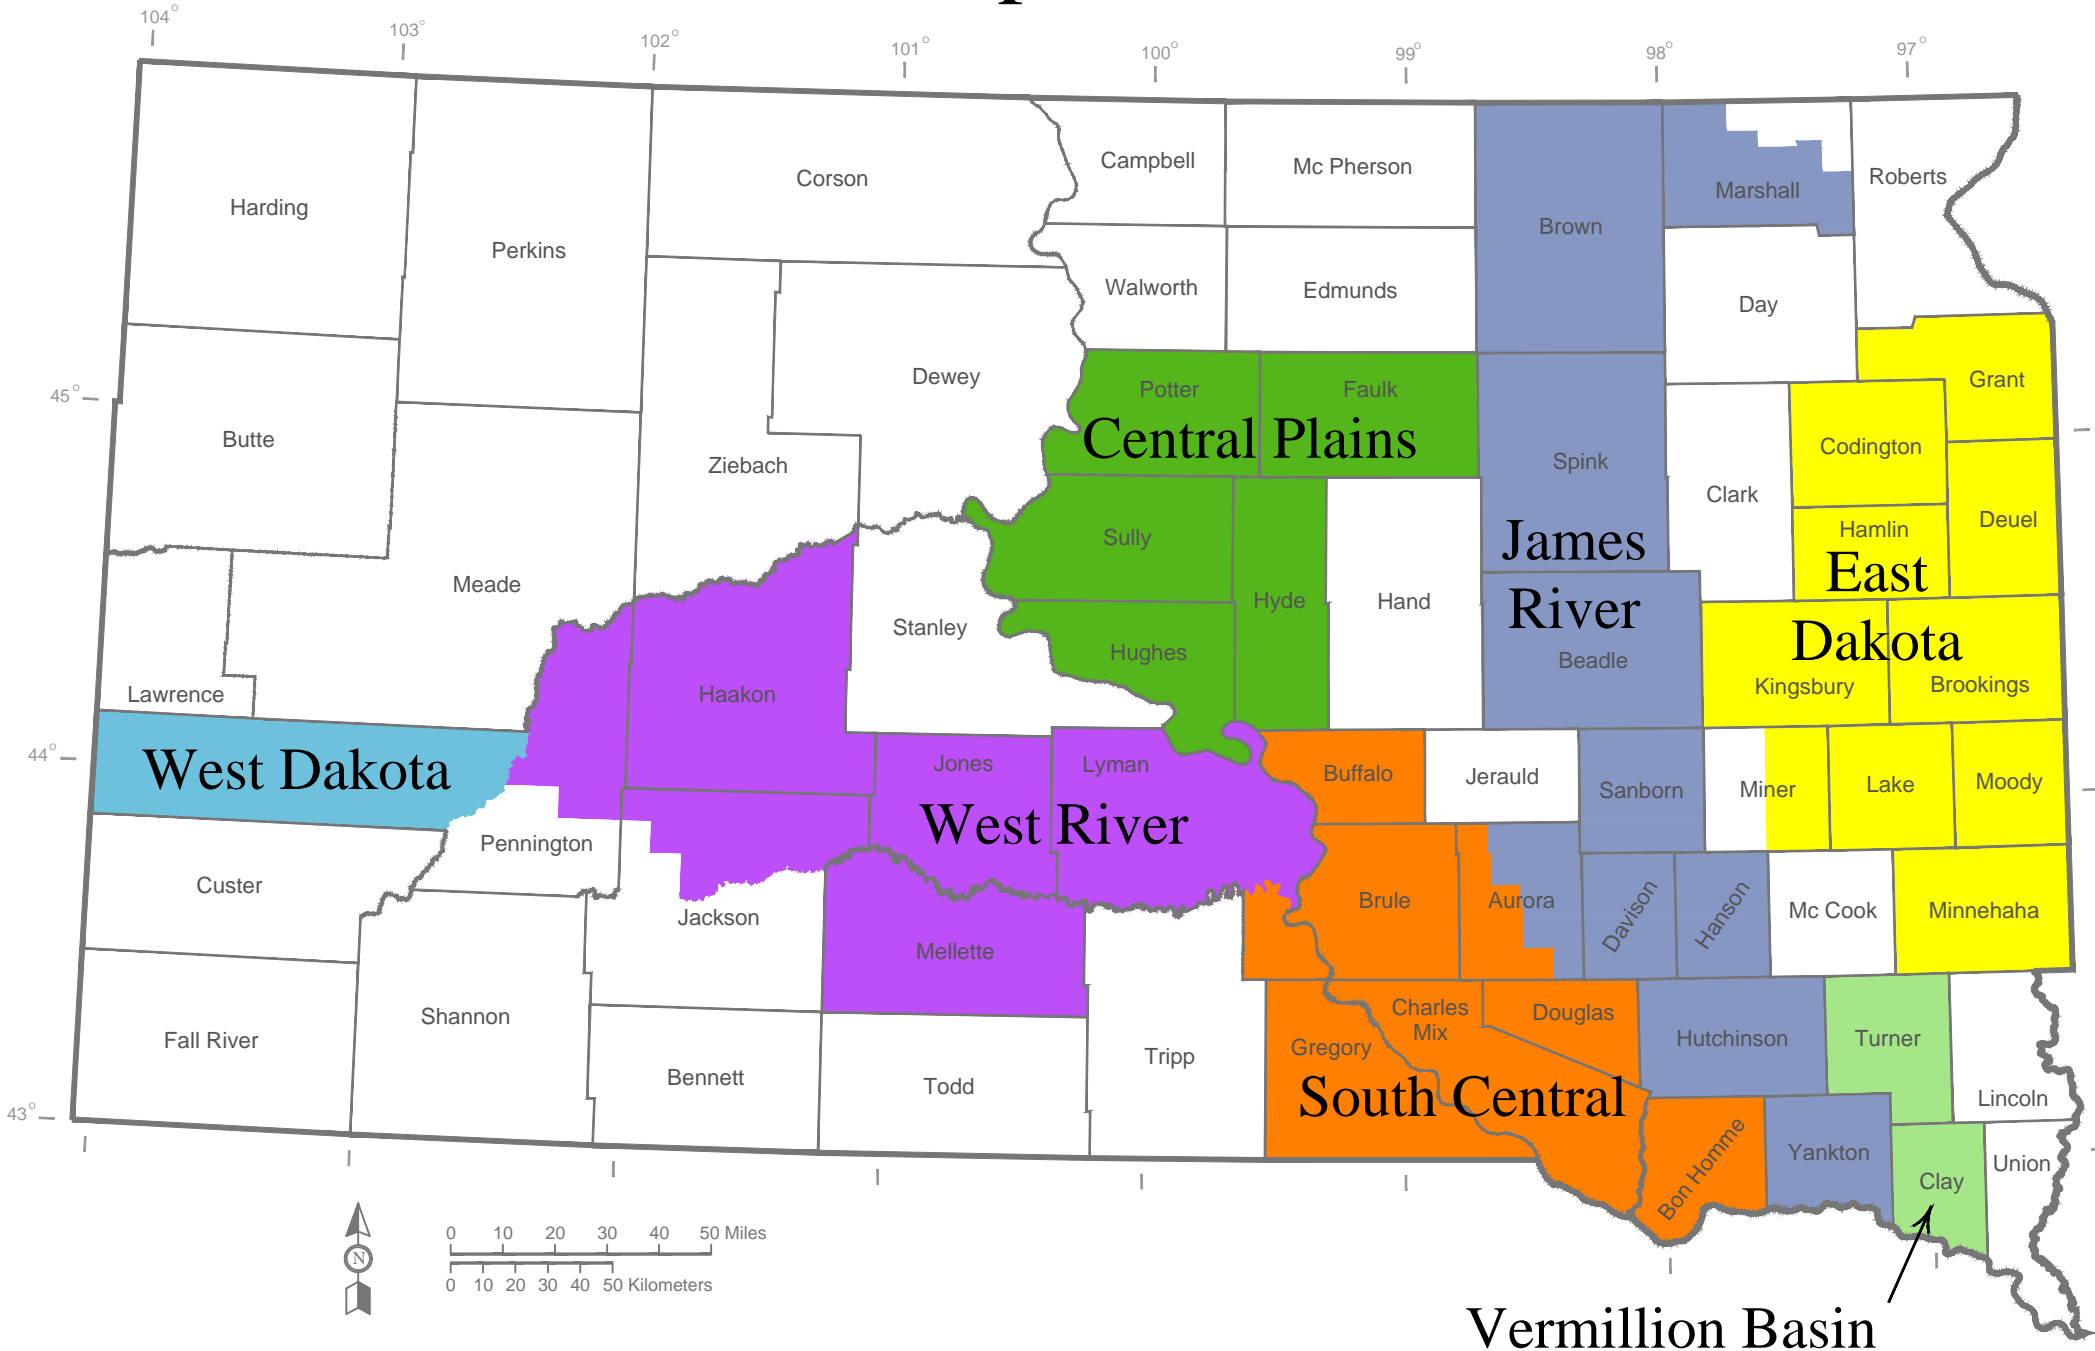 104°
103°
102°
101°
100°
99°
98°
97°
45°
44°
43°
Harding
Perkins
Corson
Campbell
Mc Pherson
Brown
Marshall
Roberts
Walworth
Edmunds
Day
Butte
Ziebach
Dewey
Potter
Faulk
Central Plains
Spink
Clark
Grant
Codington
Hamlin
Deuel
Meade
Sully
Hyde
Hand
James
River
East
Dakota
Lawrence
Haakon
Stanley
Hughes
Beadle
Kingsbury
Brookings
West Dakota
Pennington
Jones
Lyman
West River
Buffalo
Jerauld
Sanborn
Miner
Lake
Moody
Custer
Jackson
Mellette
Brule
Aurora
Davison
Hanson
Mc Cook
Minnehaha
Fall River
Shannon
Bennett
Todd
Tripp
Gregory
Charles
Mix
Douglas
South Central
Hutchinson
Turner
Lincoln
Bon Homme
Yankton
Clay
Union
Vermillion Basin
N
0 10 20 30 40 50 Miles
0 10 20 30 40 50 Kilometers